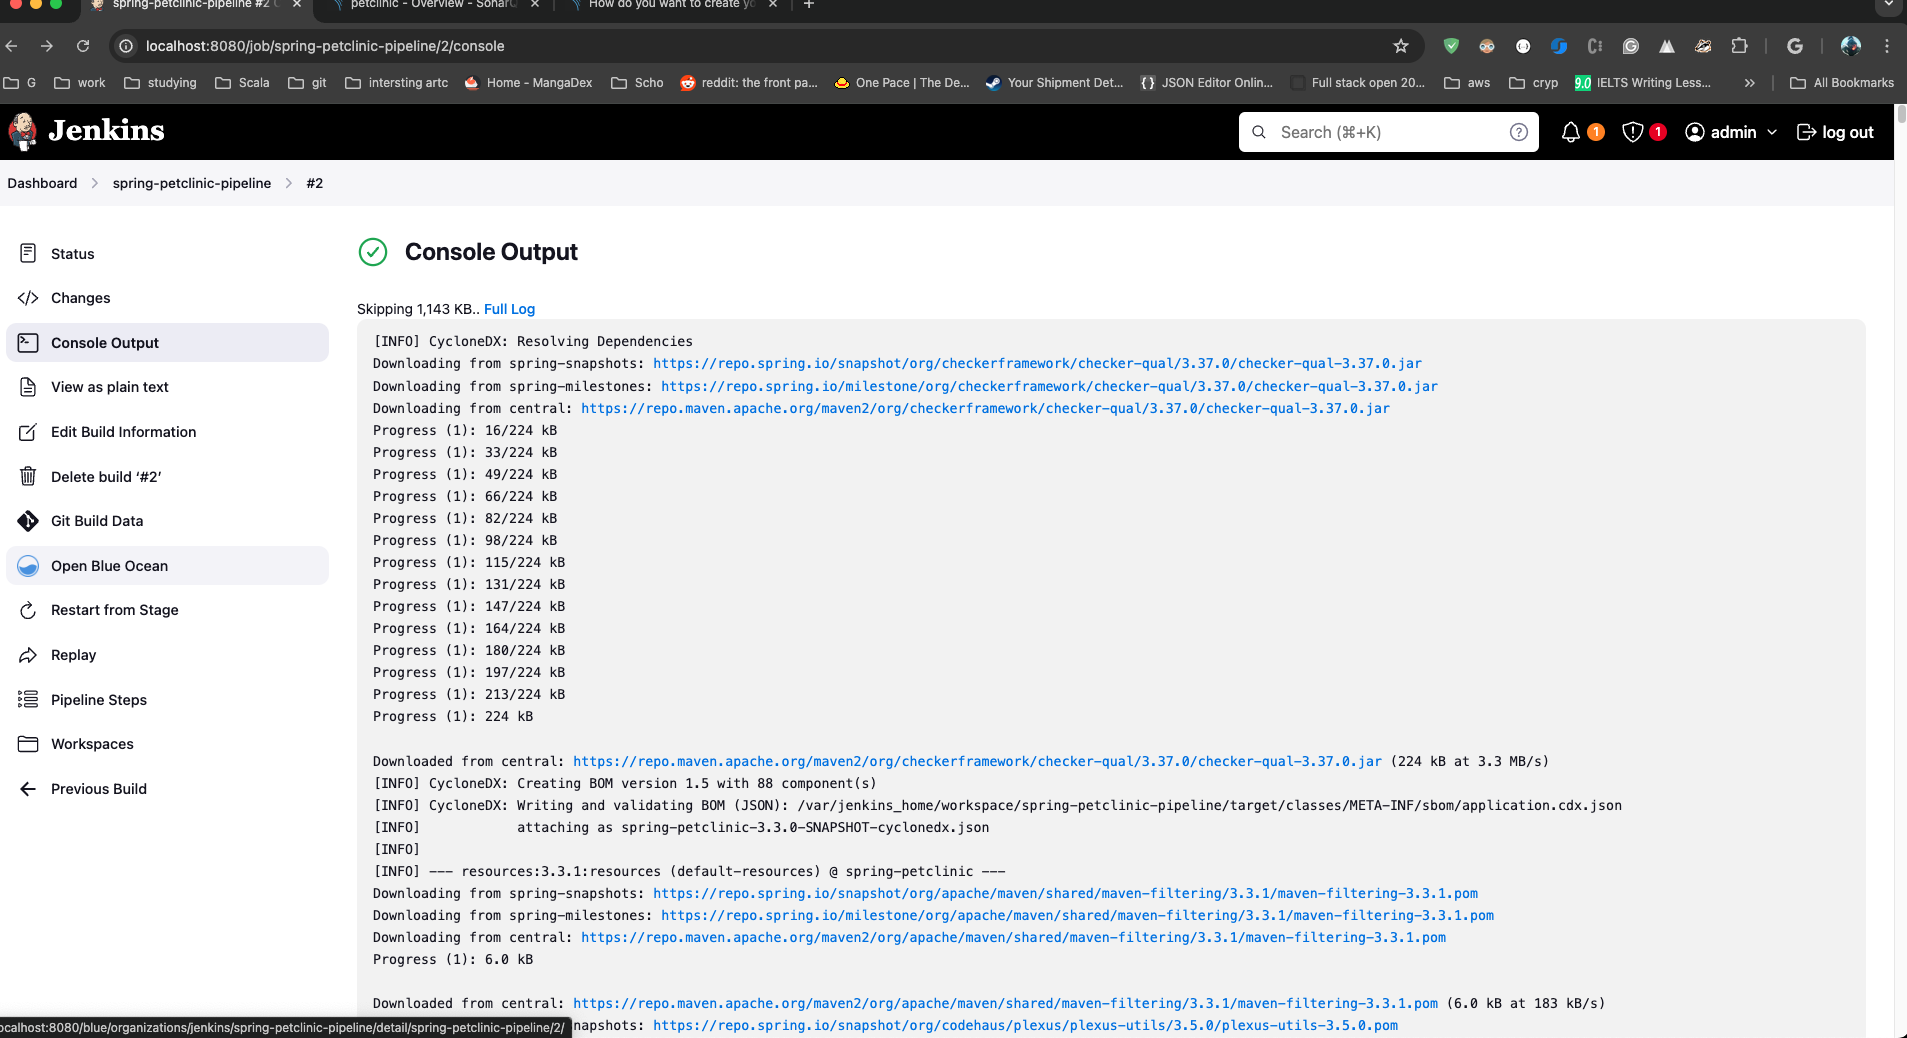 spring-petclinic-pipeline #2
petclinic - Overview - Sonar
How do you want to create yo
localhost:8080/job/spring-petclinic-pipeline/2/console
G
work
studying
Scala
git
intersting artc
Home - MangaDex
Scho
reddit: the front pa...
One Pace | The De...
Your Shipment Det...
JSON Editor Onlin...
Full stack open 20...
aws
cryp
9.0 IELTS Writing Less...
All Bookmarks
Jenkins
Search (⌘+K)
1
1
admin
log out
Dashboard > spring-petclinic-pipeline > #2
Status
Changes
Console Output
View as plain text
Edit Build Information
Delete build ‘#2’
Git Build Data
Open Blue Ocean
Restart from Stage
Replay
Pipeline Steps
Workspaces
Previous Build
Console Output
Skipping 1,143 KB.. Full Log
[INFO] CycloneDX: Resolving Dependencies
Downloading from spring-snapshots: https://repo.spring.io/snapshot/org/checkerframework/checker-qual/3.37.0/checker-qual-3.37.0.jar
Downloading from spring-milestones: https://repo.spring.io/milestone/org/checkerframework/checker-qual/3.37.0/checker-qual-3.37.0.jar
Downloading from central: https://repo.maven.apache.org/maven2/org/checkerframework/checker-qual/3.37.0/checker-qual-3.37.0.jar
Progress (1): 16/224 kB
Progress (1): 33/224 kB
Progress (1): 49/224 kB
Progress (1): 66/224 kB
Progress (1): 82/224 kB
Progress (1): 98/224 kB
Progress (1): 115/224 kB
Progress (1): 131/224 kB
Progress (1): 147/224 kB
Progress (1): 164/224 kB
Progress (1): 180/224 kB
Progress (1): 197/224 kB
Progress (1): 213/224 kB
Progress (1): 224 kB
Downloaded from central: https://repo.maven.apache.org/maven2/org/checkerframework/checker-qual/3.37.0/checker-qual-3.37.0.jar (224 kB at 3.3 MB/s)
[INFO] CycloneDX: Creating BOM version 1.5 with 88 component(s)
[INFO] CycloneDX: Writing and validating BOM (JSON): /var/jenkins_home/workspace/spring-petclinic-pipeline/target/classes/META-INF/sbom/application.cdx.json
[INFO]            attaching as spring-petclinic-3.3.0-SNAPSHOT-cyclonedx.json
[INFO]
[INFO] --- resources:3.3.1:resources (default-resources) @ spring-petclinic ---
Downloading from spring-snapshots: https://repo.spring.io/snapshot/org/apache/maven/shared/maven-filtering/3.3.1/maven-filtering-3.3.1.pom
Downloading from spring-milestones: https://repo.spring.io/milestone/org/apache/maven/shared/maven-filtering/3.3.1/maven-filtering-3.3.1.pom
Downloading from central: https://repo.maven.apache.org/maven2/org/apache/maven/shared/maven-filtering/3.3.1/maven-filtering-3.3.1.pom
Progress (1): 6.0 kB
Downloaded from central: https://repo.maven.apache.org/maven2/org/apache/maven/shared/maven-filtering/3.3.1/maven-filtering-3.3.1.pom (6.0 kB at 183 kB/s)
napshots: https://repo.spring.io/snapshot/org/codehaus/plexus/plexus-utils/3.5.0/plexus-utils-3.5.0.pom
ocalhost:8080/blue/organizations/jenkins/spring-petclinic-pipeline/detail/spring-petclinic-pipeline/2/